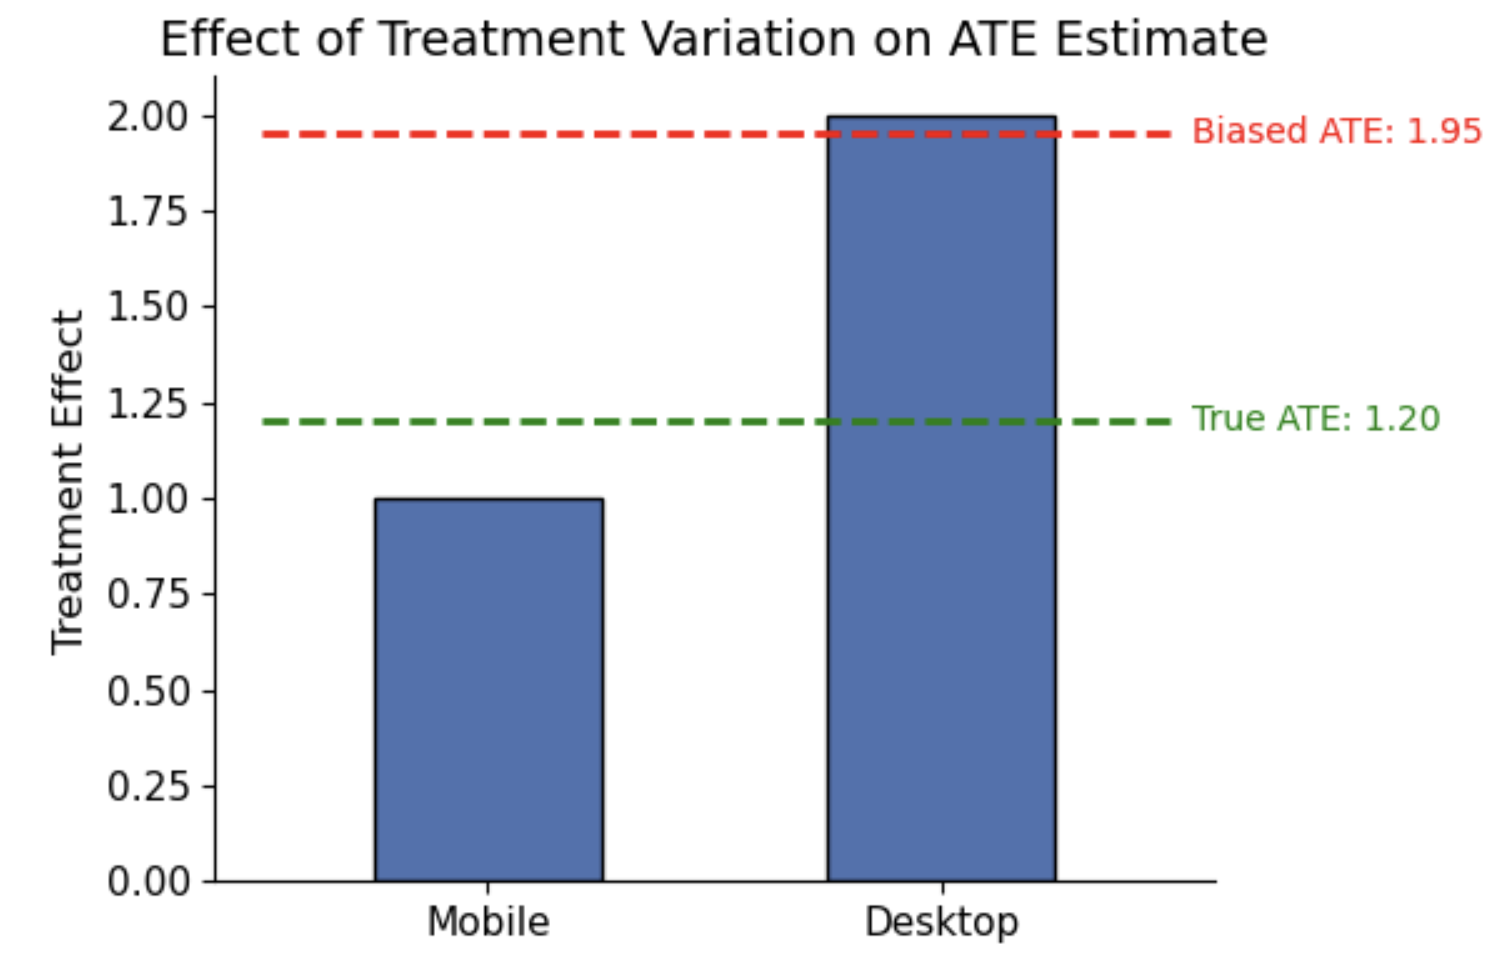 Effect of Treatment Variation on ATE Estimate
Treatment Effect
2.00
1.75
1.50
1.25
1.00
0.75
0.50
0.25
0.00
Biased ATE: 1.95
True ATE: 1.20
Mobile
Desktop